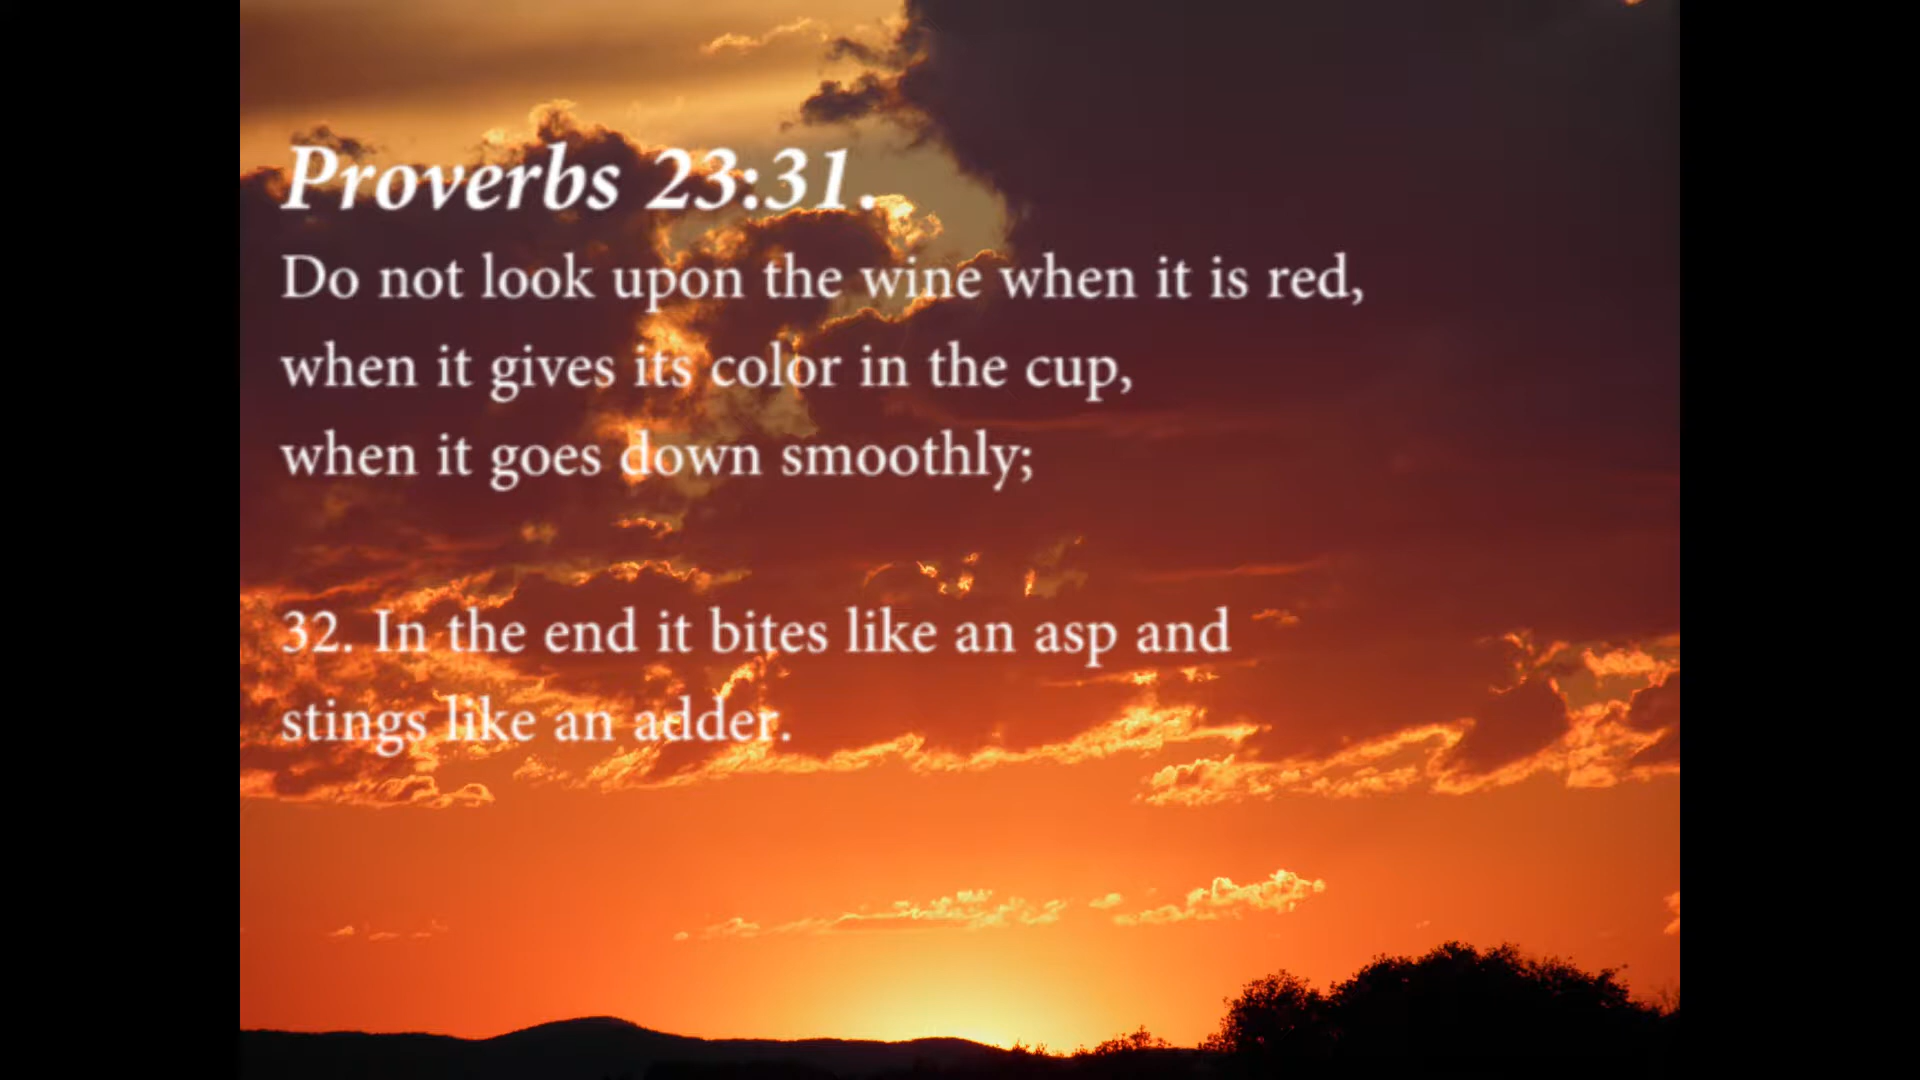 Proverbs 23:31.
Do not look upon the wine when it is red,
when it gives its color in the cup,
when it goes down smoothly;
32. In the end it bites like an asp and
stings like an adder.